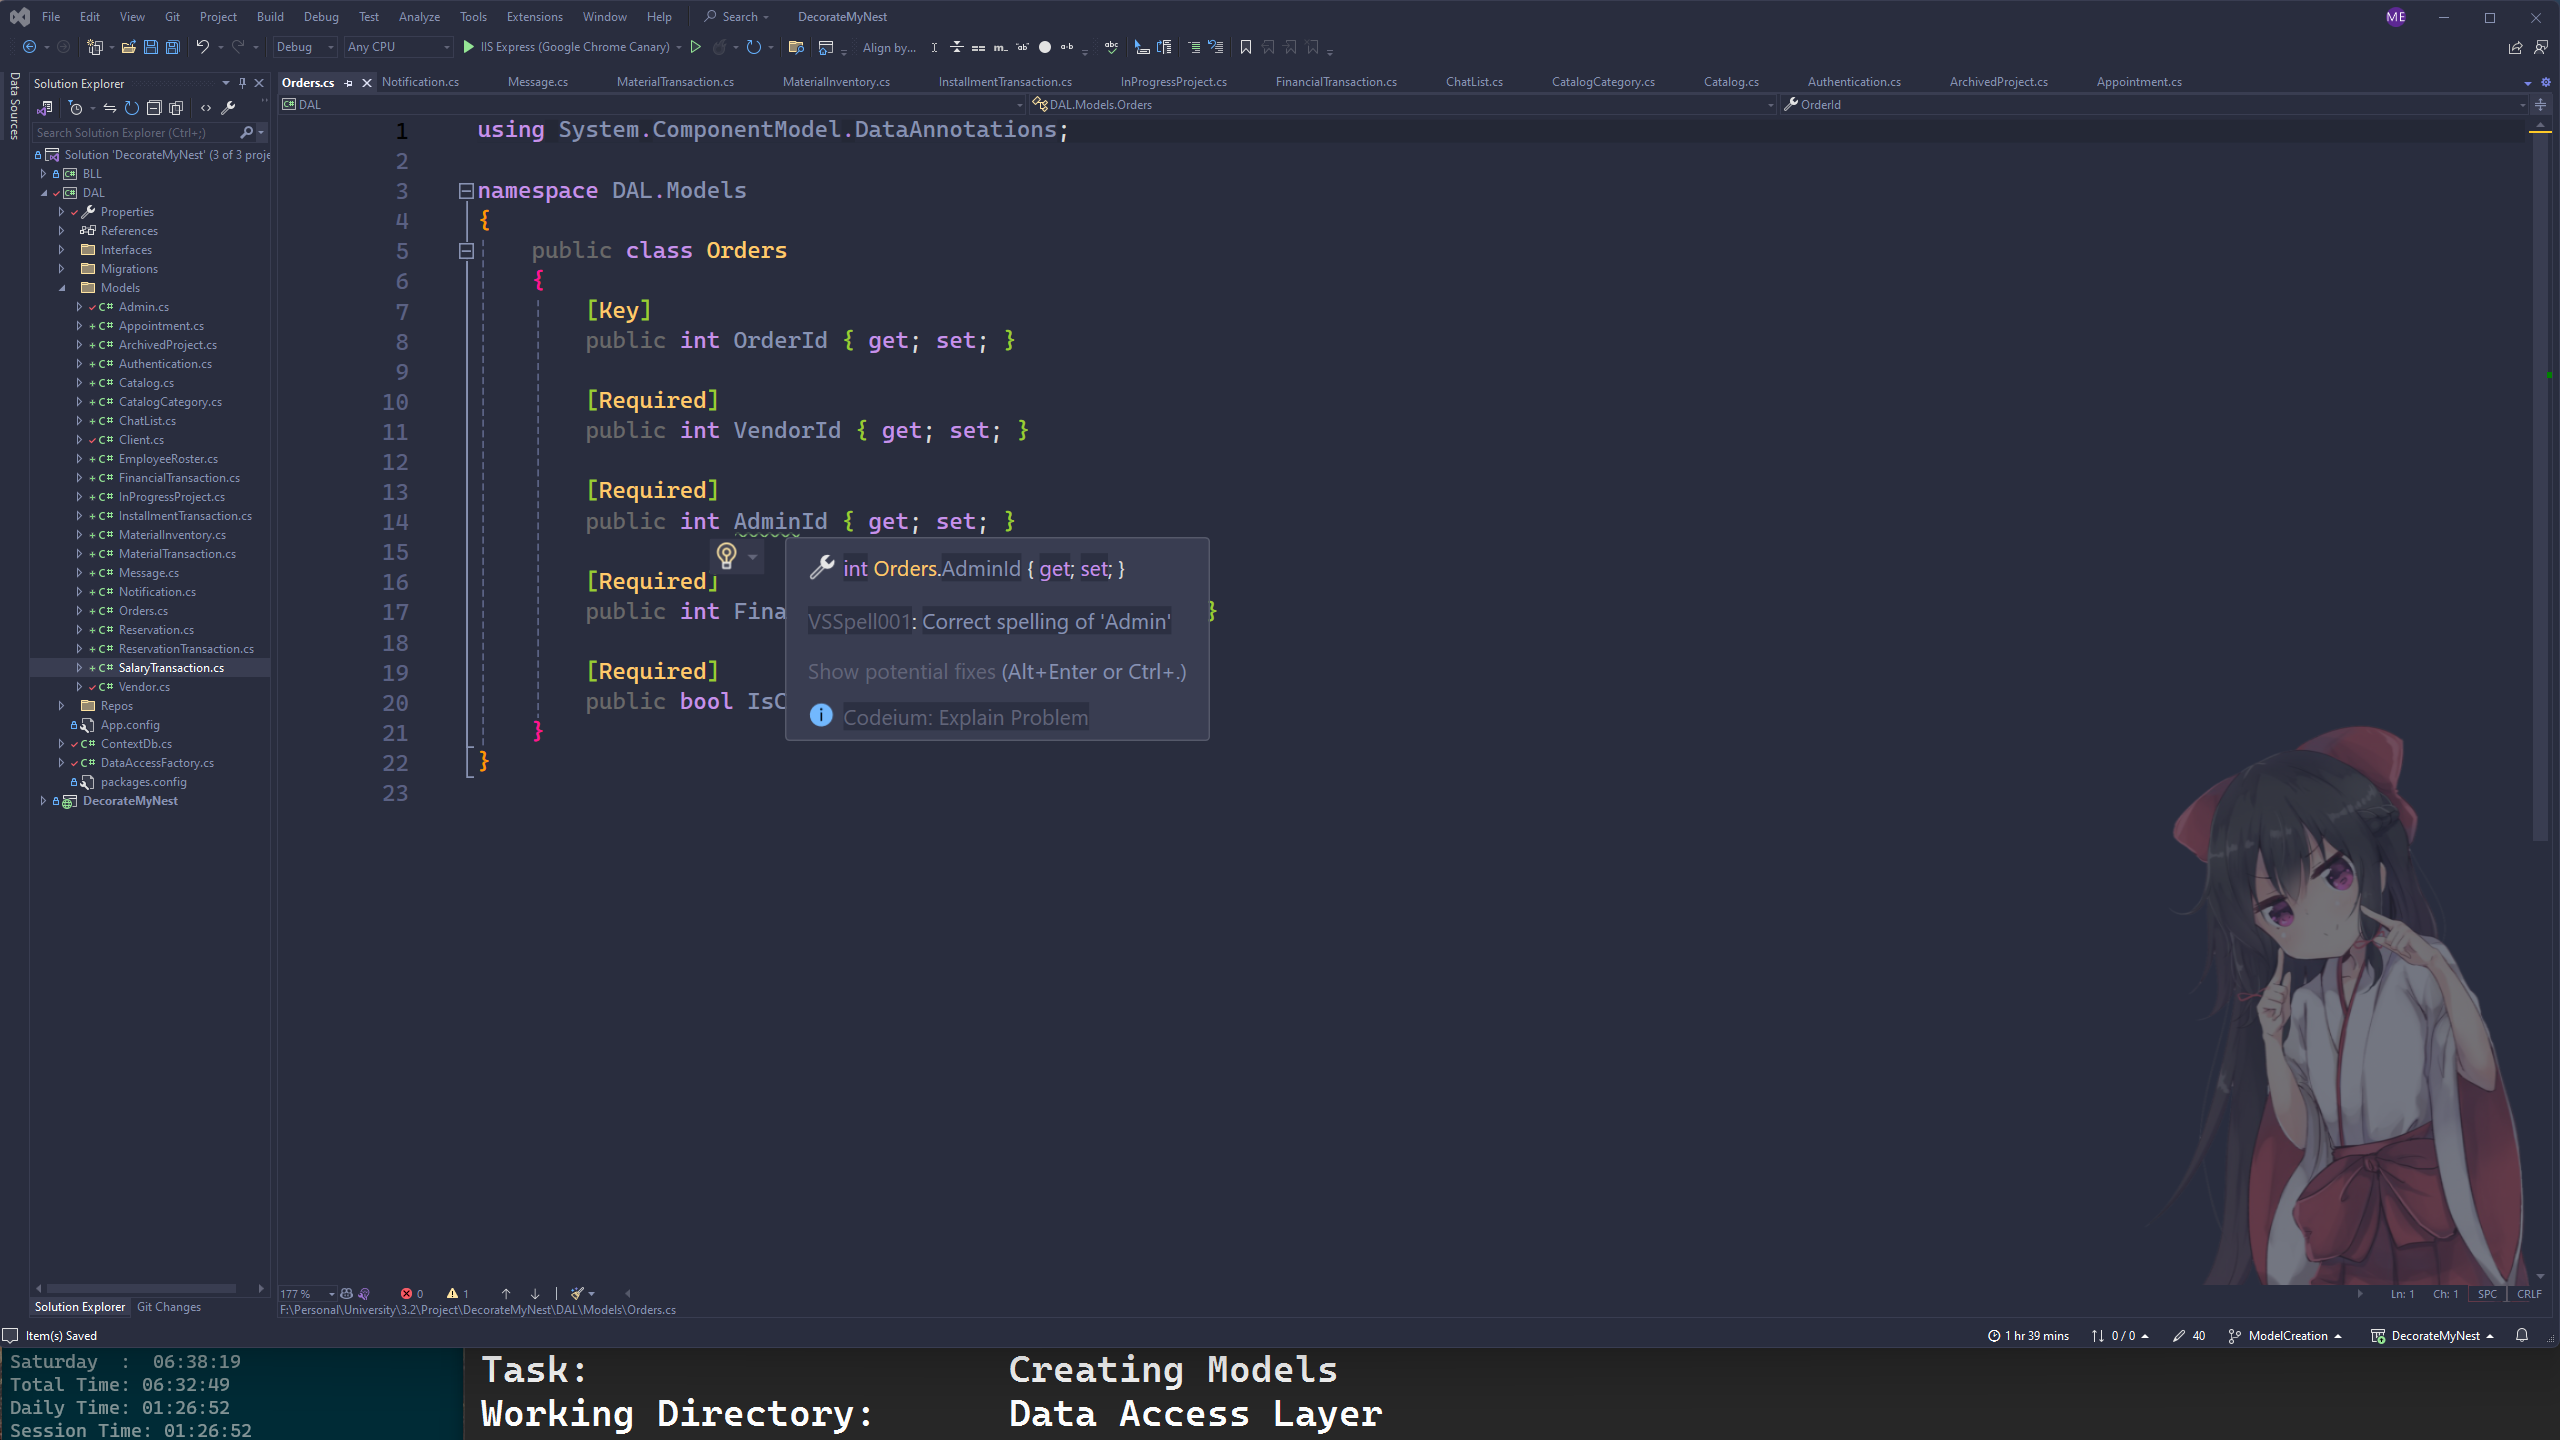 File Edit View Git Project Build Debug Test Analyze Tools Extensions Window Help Search DecorateMyNest ME
Debug Any CPU IIS Express (Google Chrome Canary) Align by...
Data Sources
Solution Explorer
Search Solution Explorer (Ctrl+;)
Solution 'DecorateMyNest' (3 of 3 proje
BLL
DAL
Properties
References
Interfaces
Migrations
Models
C# Admin.cs
C# Appointment.cs
C# ArchivedProject.cs
C# Authentication.cs
C# Catalog.cs
C# CatalogCategory.cs
C# ChatList.cs
C# Client.cs
C# EmployeeRoster.cs
C# FinancialTransaction.cs
C# InProgressProject.cs
C# InstallmentTransaction.cs
C# MaterialInventory.cs
C# MaterialTransaction.cs
C# Message.cs
C# Notification.cs
C# Orders.cs
C# Reservation.cs
C# ReservationTransaction.cs
C# SalaryTransaction.cs
C# Vendor.cs
Repos
App.config
C# ContextDb.cs
C# DataAccessFactory.cs
packages.config
DecorateMyNest
Solution Explorer Git Changes
Orders.cs Notification.cs Message.cs MaterialTransaction.cs MaterialInventory.cs InstallmentTransaction.cs InProgressProject.cs FinancialTransaction.cs ChatList.cs CatalogCategory.cs Catalog.cs Authentication.cs ArchivedProject.cs Appointment.cs
C# DAL DAL.Models.Orders OrderId
1 using System.ComponentModel.DataAnnotations;
2
3 namespace DAL.Models
4 {
5 public class Orders
6 {
7 [Key]
8 public int OrderId { get; set; }
9
10 [Required]
11 public int VendorId { get; set; }
12
13 [Required]
14 public int AdminId { get; set; }
15
16 [Required]
17 public int Fina }
18
19 [Required]
20 public bool IsC
21 }
22 }
23
int Orders.AdminId { get; set; }
VSSpell001: Correct spelling of 'Admin'
Show potential fixes (Alt+Enter or Ctrl+.)
Codeium: Explain Problem
177 % 0 1 Ln: 1 Ch: 1 SPC CRLF
F:\Personal\University\3.2\Project\DecorateMyNest\DAL\Models\Orders.cs
Item(s) Saved 1 hr 39 mins 0 / 0 40 ModelCreation DecorateMyNest
Saturday : 06:38:19
Total Time: 06:32:49
Daily Time: 01:26:52
Session Time: 01:26:52
Task: Creating Models
Working Directory: Data Access Layer